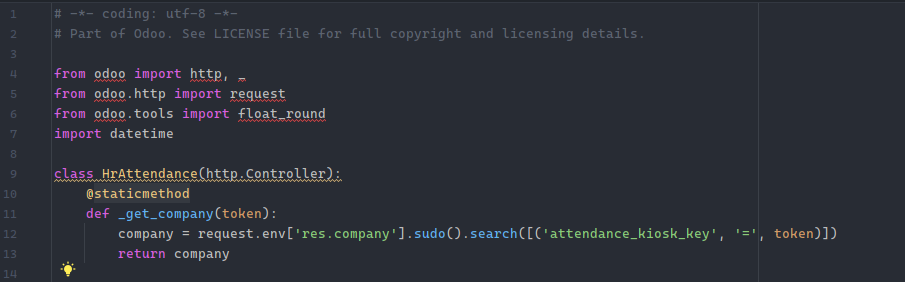 1 # -*- coding: utf-8 -*-
2 # Part of Odoo. See LICENSE file for full copyright and licensing details.
3
4 from odoo import http, _
5 from odoo.http import request
6 from odoo.tools import float_round
7 import datetime
8
9 class HrAttendance(http.Controller):
10     @staticmethod
11     def _get_company(token):
12         company = request.env['res.company'].sudo().search([('attendance_kiosk_key', '=', token)])
13         return company
14